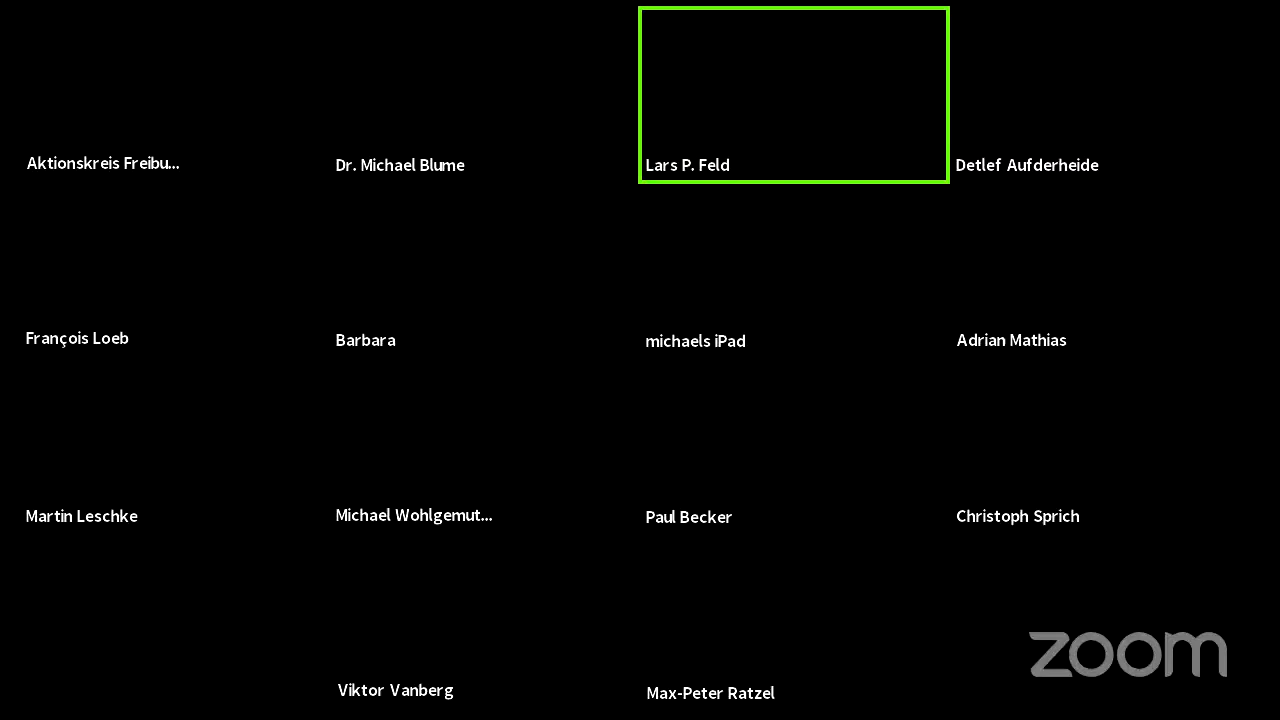 Aktionskreis Freibu...
Dr. Michael Blume
Lars P. Feld
Detlef Aufderheide
François Loeb
Barbara
michaels iPad
Adrian Mathias
Martin Leschke
Michael Wohlgemut...
Paul Becker
Christoph Sprich
Viktor Vanberg
Max-Peter Ratzel
zoom